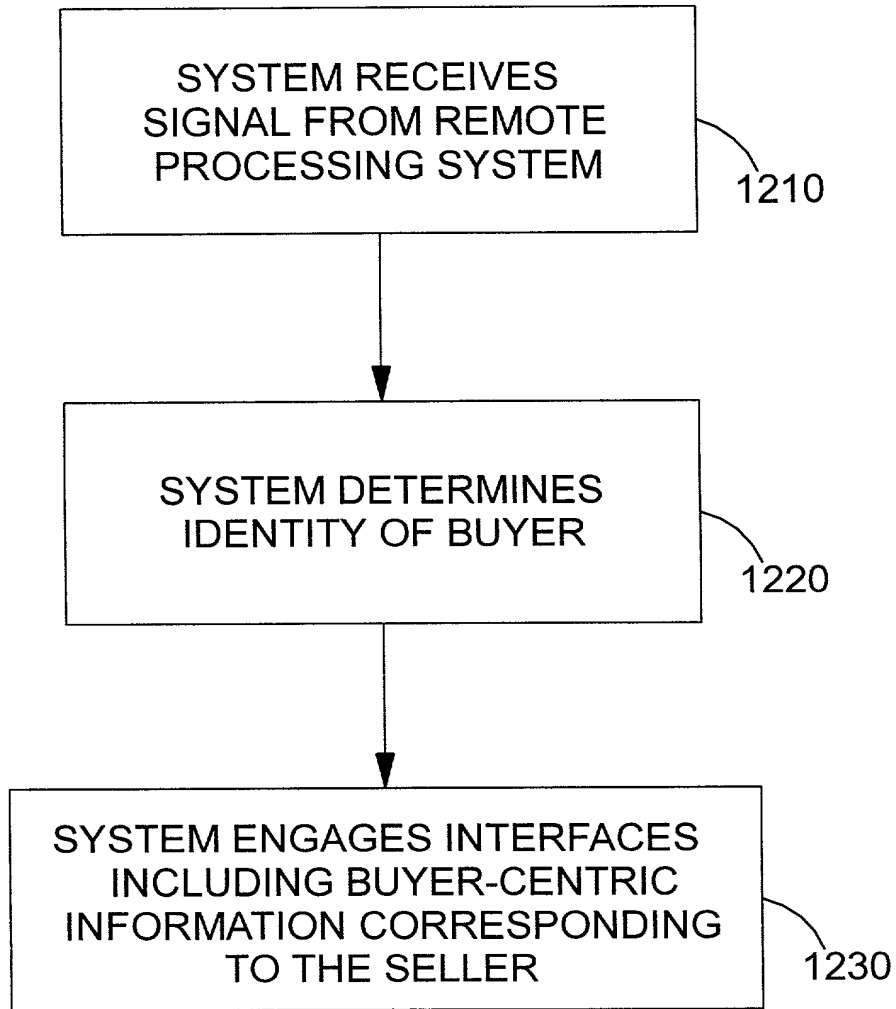 SYSTEM RECEIVES
SIGNAL FROM REMOTE
PROCESSING SYSTEM
1210
SYSTEM DETERMINES
IDENTITY OF BUYER
1220
SYSTEM ENGAGES INTERFACES
INCLUDING BUYER-CENTRIC
INFORMATION CORRESPONDING
TO THE SELLER
1230